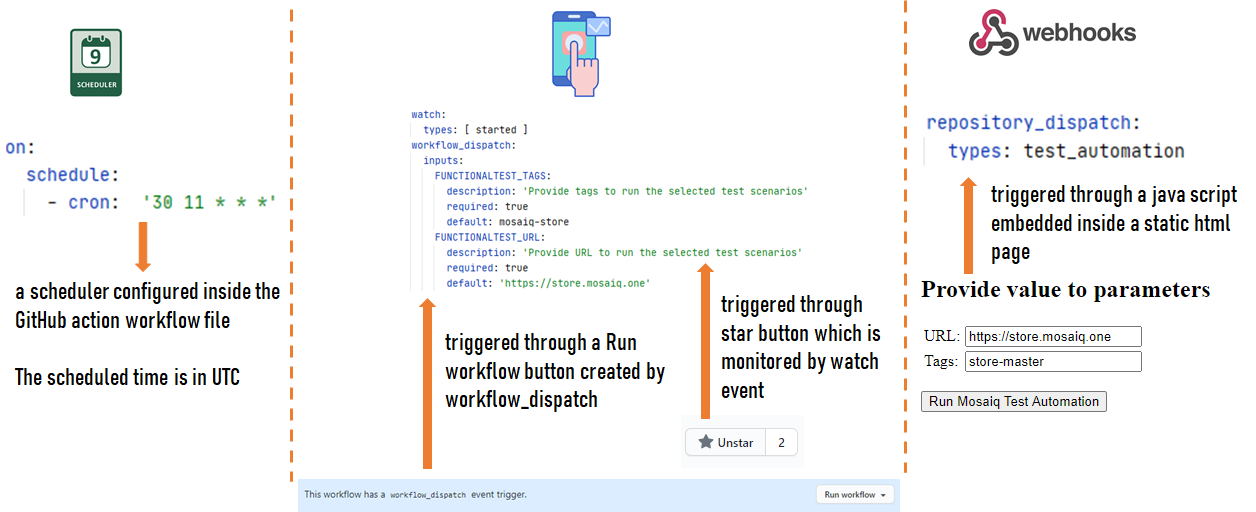 9
SCHEDULER
on:
schedule:
- cron: '30 11 * * *'
a scheduler configured inside the
GitHub action workflow file
The scheduled time is in UTC
watch:
types: [ started ]
workflow_dispatch:
inputs:
FUNCTIONALTEST_TAGS:
description: 'Provide tags to run the selected test scenarios'
required: true
default: mosaiq-store
FUNCTIONALTEST_URL:
description: 'Provide URL to run the selected test scenarios'
required: true
default: 'https://store.mosaiq.one'
triggered through a Run
workflow button created by
workflow_dispatch
triggered through
star button which is
monitored by watch
event
Unstar 2
This workflow has a workflow_dispatch event trigger.
Run workflow
webhooks
repository_dispatch:
types: test_automation
triggered through a java script
embedded inside a static html
page
Provide value to parameters
URL: https://store.mosaiq.one
Tags: store-master
Run Mosaiq Test Automation